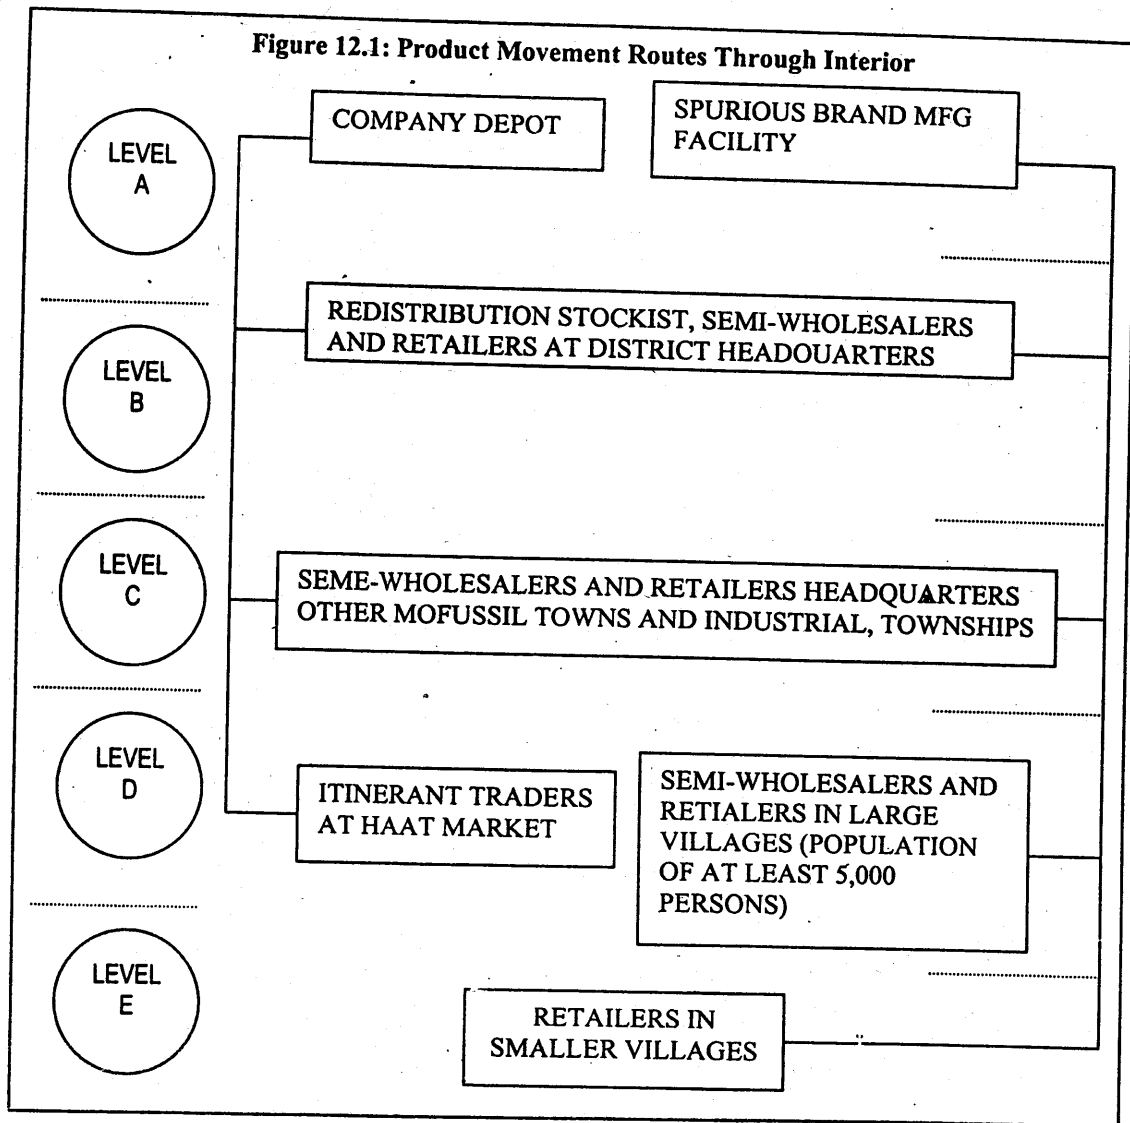 Figure 12.1: Product Movement Routes Through Interior
LEVEL
A
COMPANY DEPOT
SPURIOUS BRAND MFG
FACILITY
LEVEL
B
REDISTRIBUTION STOCKIST, SEMI-WHOLESALERS
AND RETAILERS AT DISTRICT HEADOUARTERS
LEVEL
C
SEME-WHOLESALERS AND RETAILERS HEADQUARTERS
OTHER MOFUSSIL TOWNS AND INDUSTRIAL, TOWNSHIPS
LEVEL
D
ITINERANT TRADERS
AT HAAT MARKET
SEMI-WHOLESALERS AND
RETIALERS IN LARGE
VILLAGES (POPULATION
OF AT LEAST 5,000
PERSONS)
LEVEL
E
RETAILERS IN
SMALLER VILLAGES